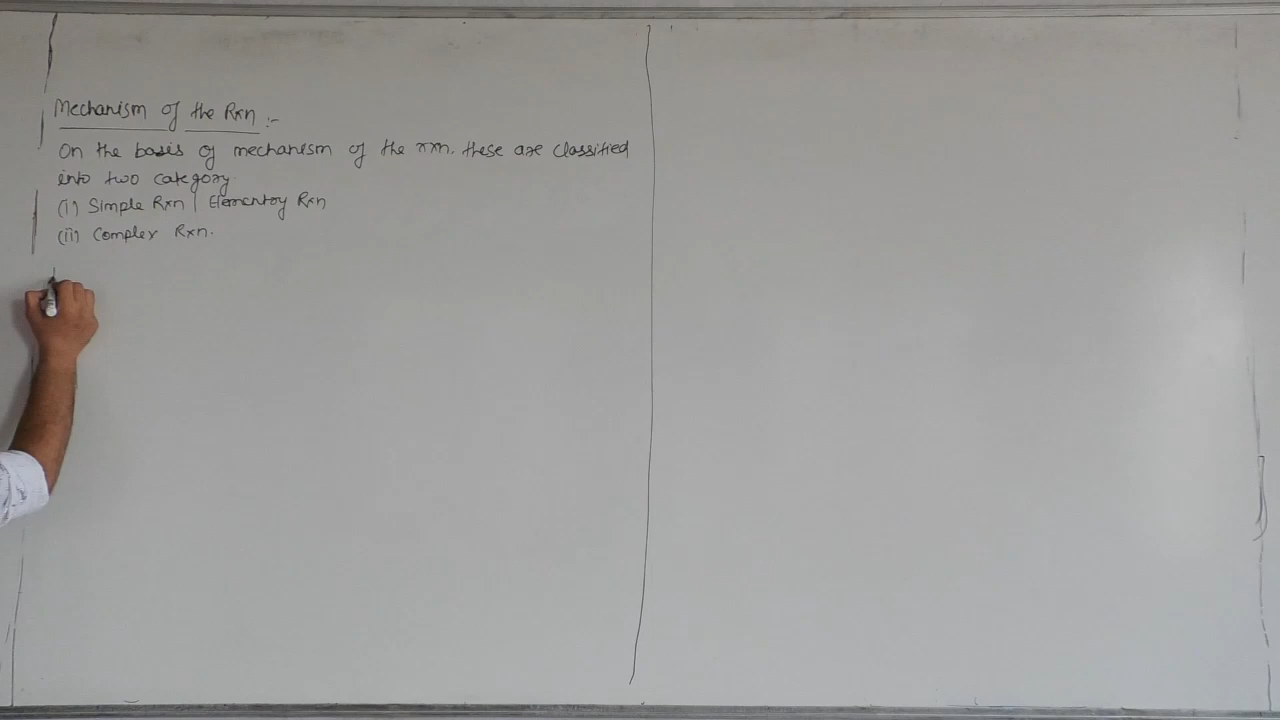 Mechanism of the Rxn :-
On the basis of mechanism of the rxn. these are classified
into two category
(i) Simple Rxn | Elementry Rxn
(ii) Complex Rxn.